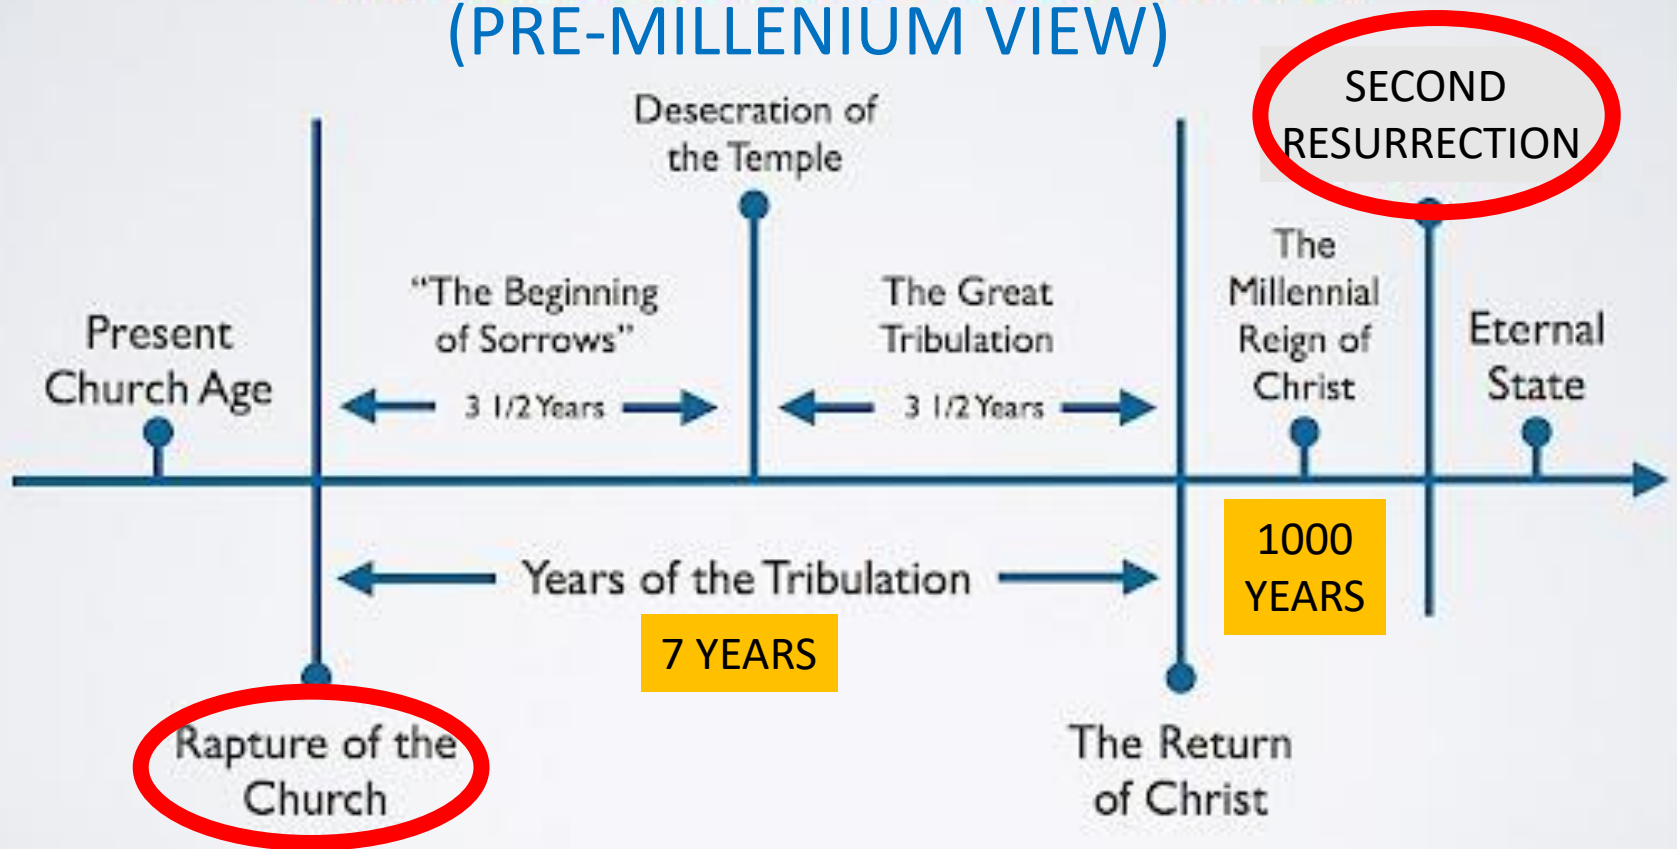 (PRE-MILLENIUM VIEW)
SECOND
RESURRECTION
Desecration of
the Temple
The
Millennial
Reign of
Christ
"The Beginning
of Sorrows"
The Great
Tribulation
Present
Church Age
Eternal
State
3 1/2 Years
3 1/2 Years
1000
YEARS
Years of the Tribulation
7 YEARS
Rapture of the
Church
The Return
of Christ